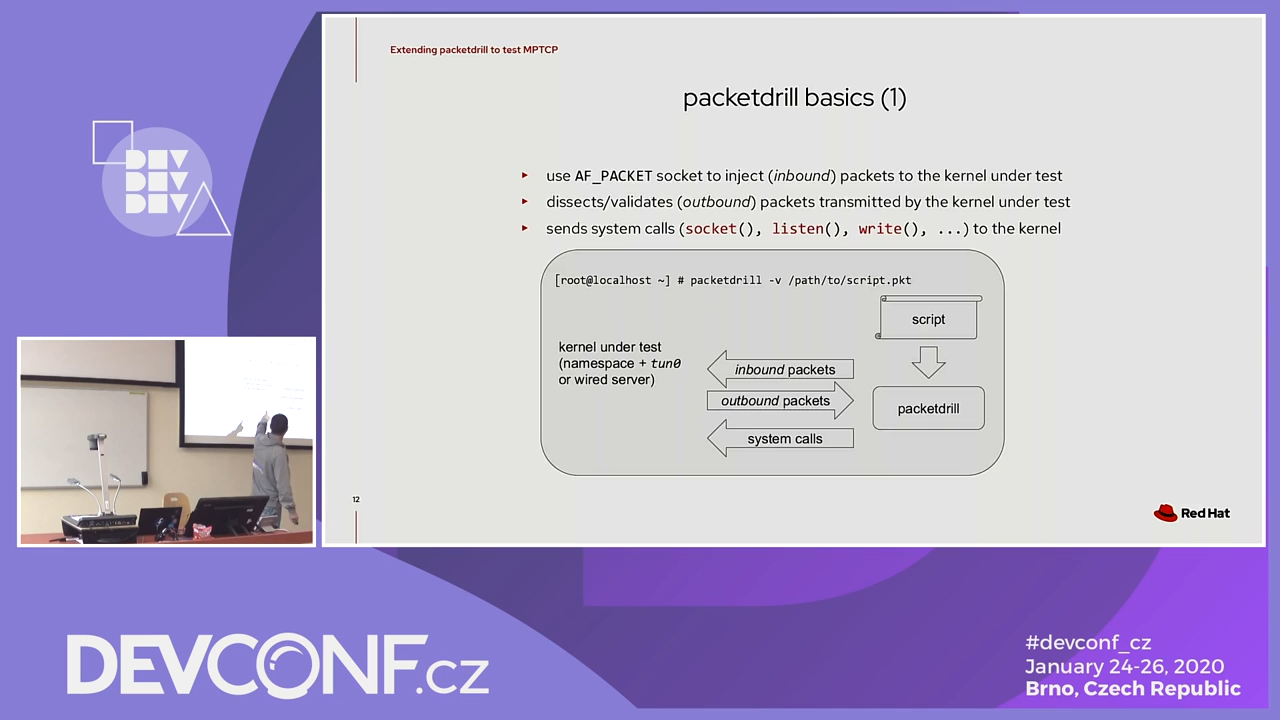 Extending packetdrill to test MPTCP
packetdrill basics (1)
▸ use AF_PACKET socket to inject (inbound) packets to the kernel under test
▸ dissects/validates (outbound) packets transmitted by the kernel under test
▸ sends system calls (socket(), listen(), write(), ...) to the kernel
[root@localhost ~] # packetdrill -v /path/to/script.pkt
script
kernel under test
(namespace + tun0
or wired server)
inbound packets
outbound packets
system calls
packetdrill
12
Red Hat
DEV
DEV
DEV
DEVCONF.cz
#devconf_cz
January 24-26, 2020
Brno, Czech Republic